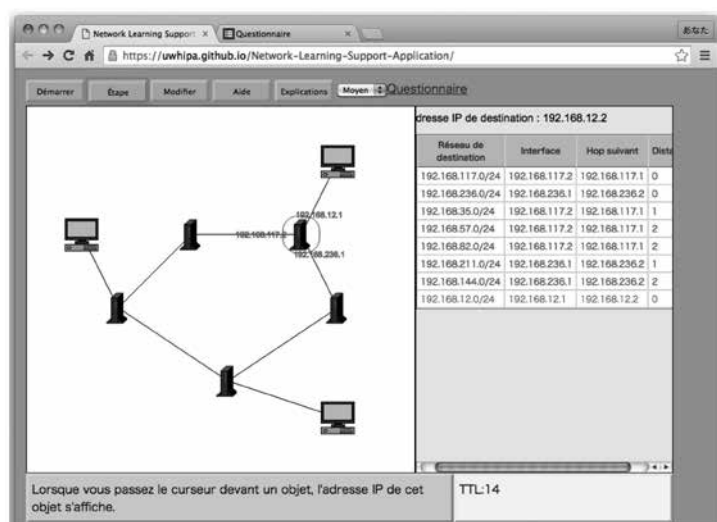 Network Learning Support
Questionnaire
あなた
https://uwhipa.github.io/Network-Learning-Support-Application/
Démarrer
Étape
Modifier
Aide
Explications
Moyen
Questionnaire
192.168.12.1
192.168.117.2
192.168.236.1
dresse IP de destination : 192.168.12.2
Réseau de destination Interface Hop suivant Dista
192.168.117.0/24 192.168.117.2 192.168.117.1 0
192.168.236.0/24 192.168.236.1 192.168.236.2 0
192.168.35.0/24 192.168.117.2 192.168.117.1 1
192.168.57.0/24 192.168.117.2 192.168.117.1 2
192.168.82.0/24 192.168.117.2 192.168.117.1 2
192.168.211.0/24 192.168.236.1 192.168.236.2 1
192.168.144.0/24 192.168.236.1 192.168.236.2 2
192.168.12.0/24 192.168.12.1 192.168.12.2 0
Lorsque vous passez le curseur devant un objet, l'adresse IP de cet
objet s'affiche.
TTL:14